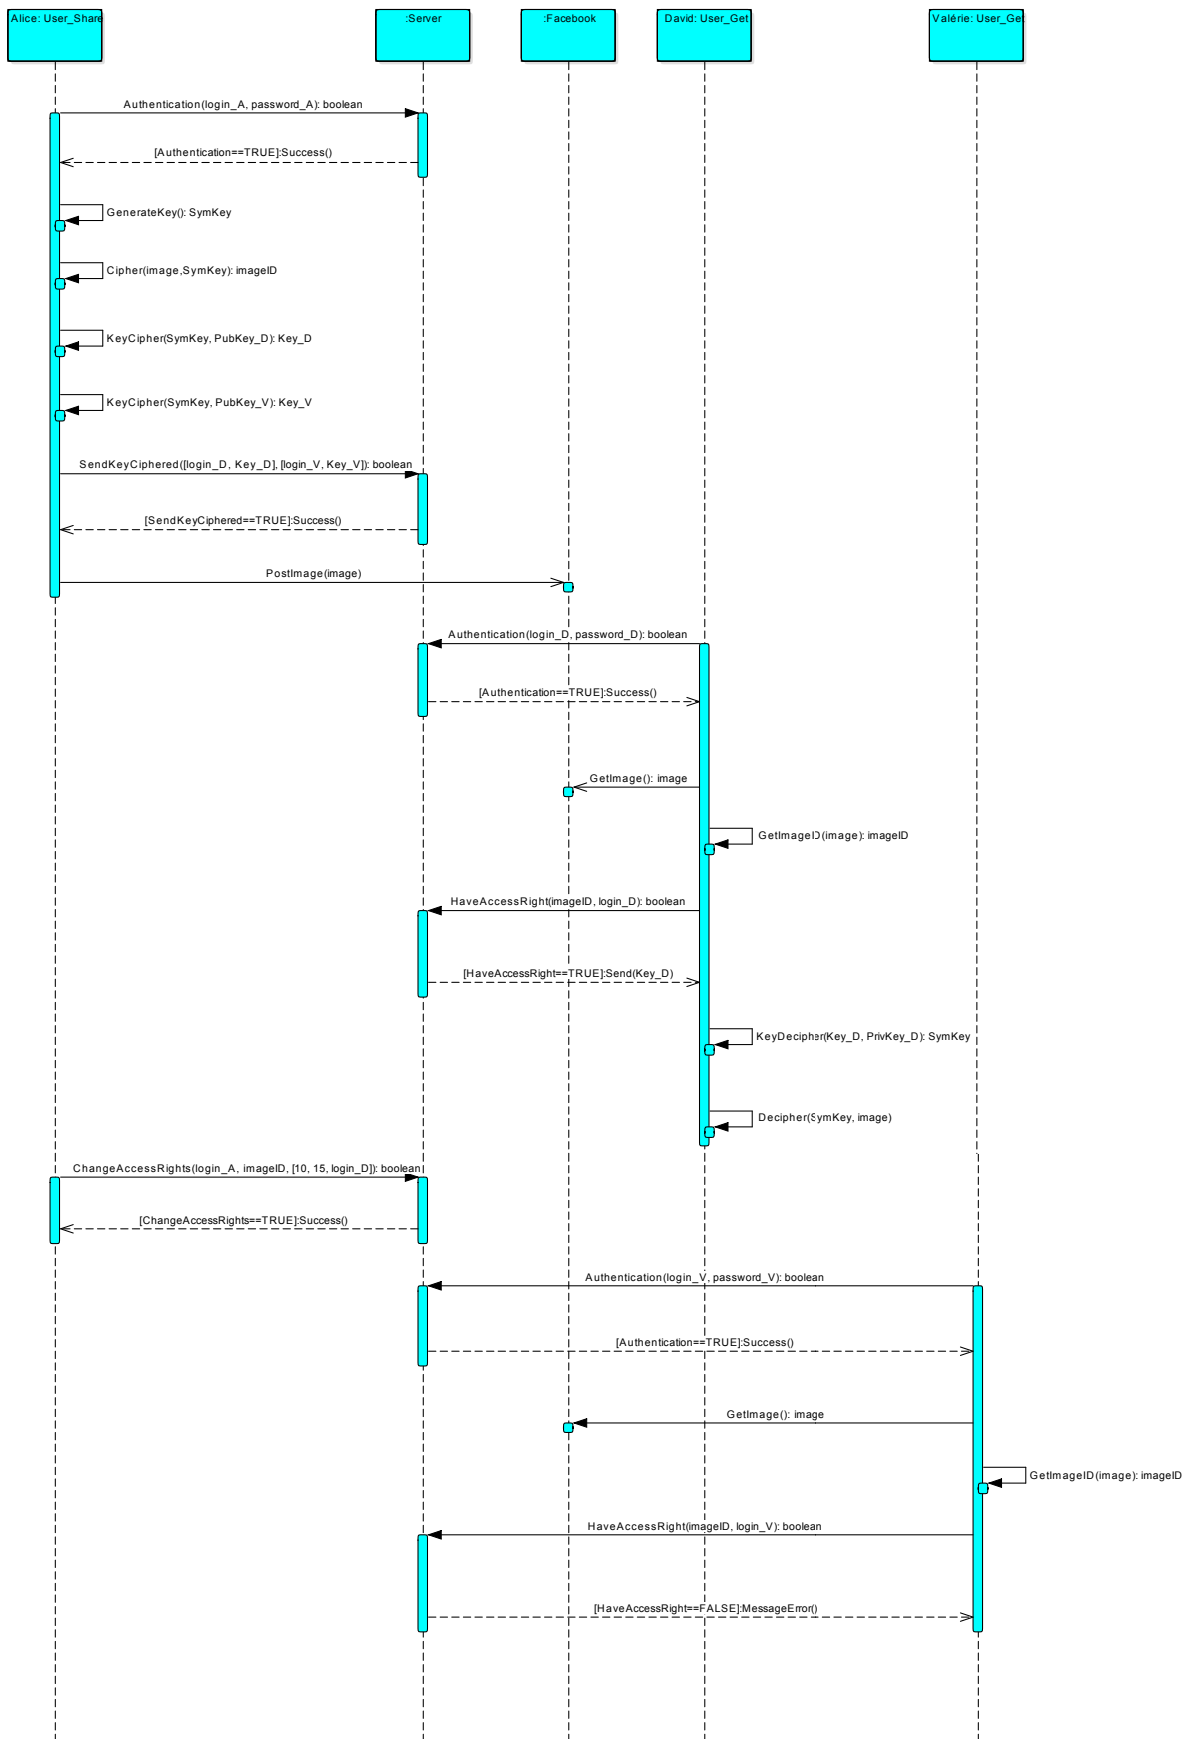 Alice: User_Share
:Server
:Facebook
David: User_Get
Valérie: User_Get
Authentication(login_A, password_A): boolean
[Authentication==TRUE]:Success()
GenerateKey(): SymKey
Cipher(image,SymKey): imageID
KeyCipher(SymKey, PubKey_D): Key_D
KeyCipher(SymKey, PubKey_V): Key_V
SendKeyCiphered([login_D, Key_D], [login_V, Key_V]): boolean
[SendKeyCiphered==TRUE]:Success()
PostImage(image)
Authentication(login_D, password_D): boolean
[Authentication==TRUE]:Success()
GetImage(): image
GetImageID(image): imageID
HaveAccessRight(imageID, login_D): boolean
[HaveAccessRight==TRUE]:Send(Key_D)
KeyDecipher(Key_D, PrivKey_D): SymKey
Decipher(SymKey, image)
ChangeAccessRights(login_A, imageID, [10, 15, login_D]): boolean
[ChangeAccessRights==TRUE]:Success()
Authentication(login_V, password_V): boolean
[Authentication==TRUE]:Success()
GetImage(): image
GetImageID(image): imageID
HaveAccessRight(imageID, login_V): boolean
[HaveAccessRight==FALSE]:MessageError()